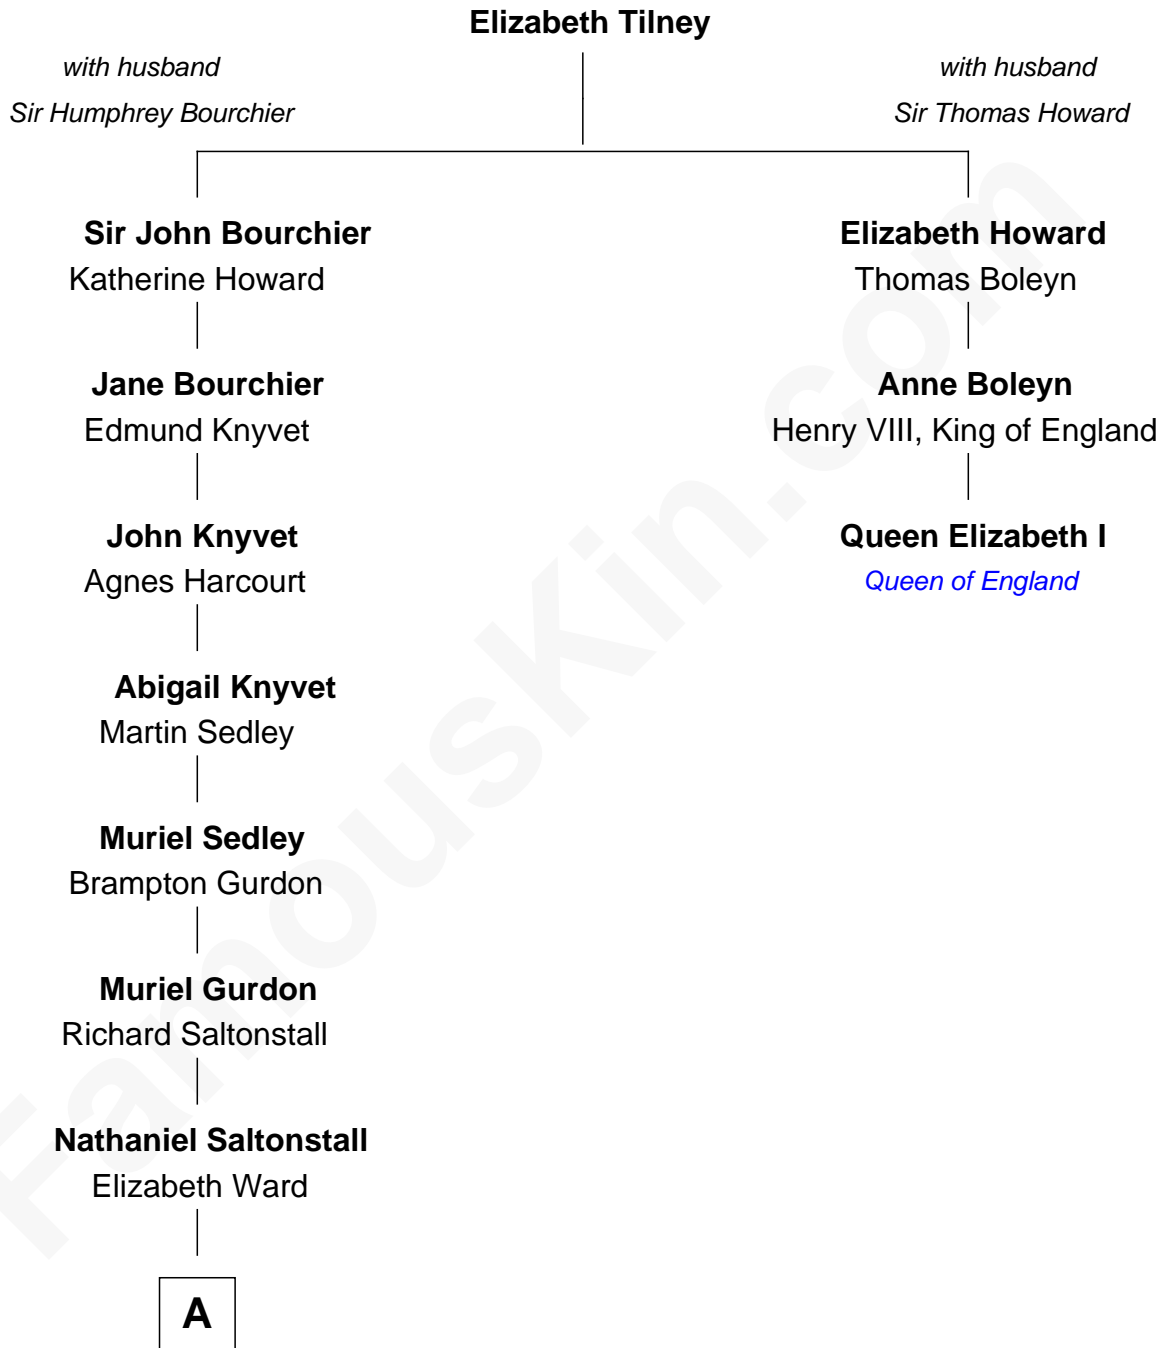 Elizabeth Tilney
with husband
Sir Humphrey Bourchier
with husband
Sir Thomas Howard
Sir John Bourchier
Katherine Howard
Elizabeth Howard
Thomas Boleyn
Jane Bourchier
Edmund Knyvet
Anne Boleyn
Henry VIII, King of England
John Knyvet
Agnes Harcourt
Queen Elizabeth I
Queen of England
Abigail Knyvet
Martin Sedley
Muriel Sedley
Brampton Gurdon
Muriel Gurdon
Richard Saltonstall
Nathaniel Saltonstall
Elizabeth Ward
A
FamousKin.com